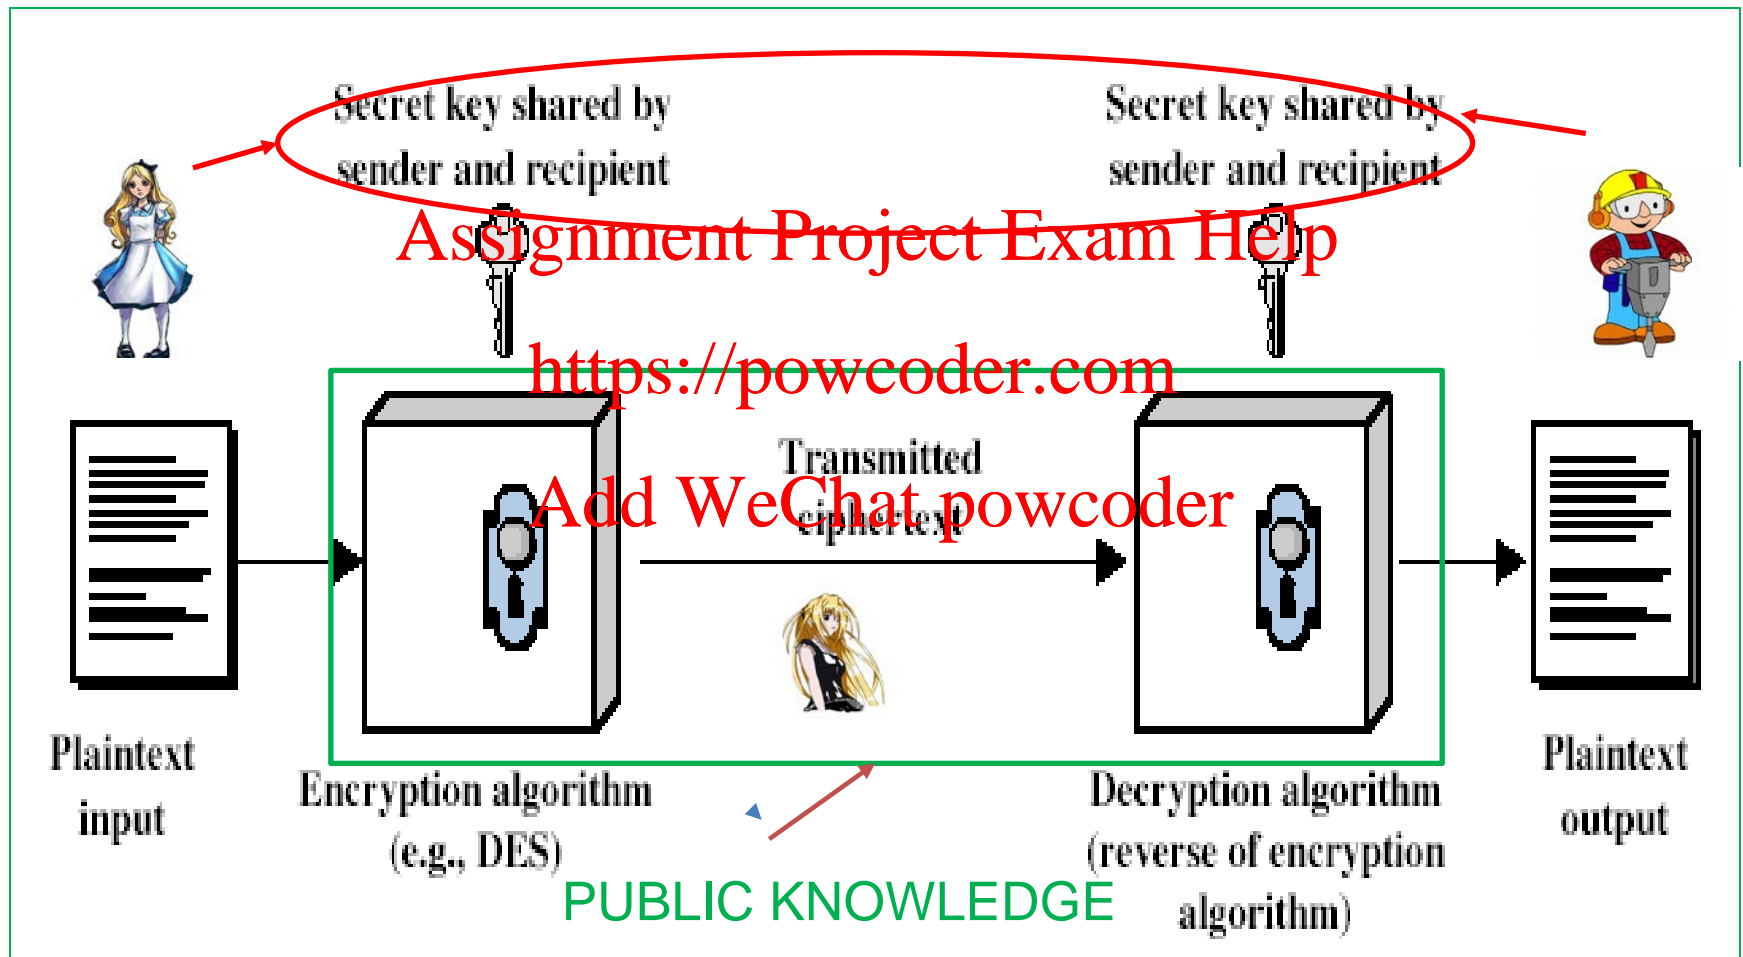 Secret key shared by
sender and recipient
Secret key shared by
sender and recipient
Assignment Project Exam Help
https://powcoder.com
Transmitted
ciphertext
Add WeChat powcoder
Plaintext
input
Encryption algorithm
(e.g., DES)
Decryption algorithm
(reverse of encryption
algorithm)
Plaintext
output
PUBLIC KNOWLEDGE